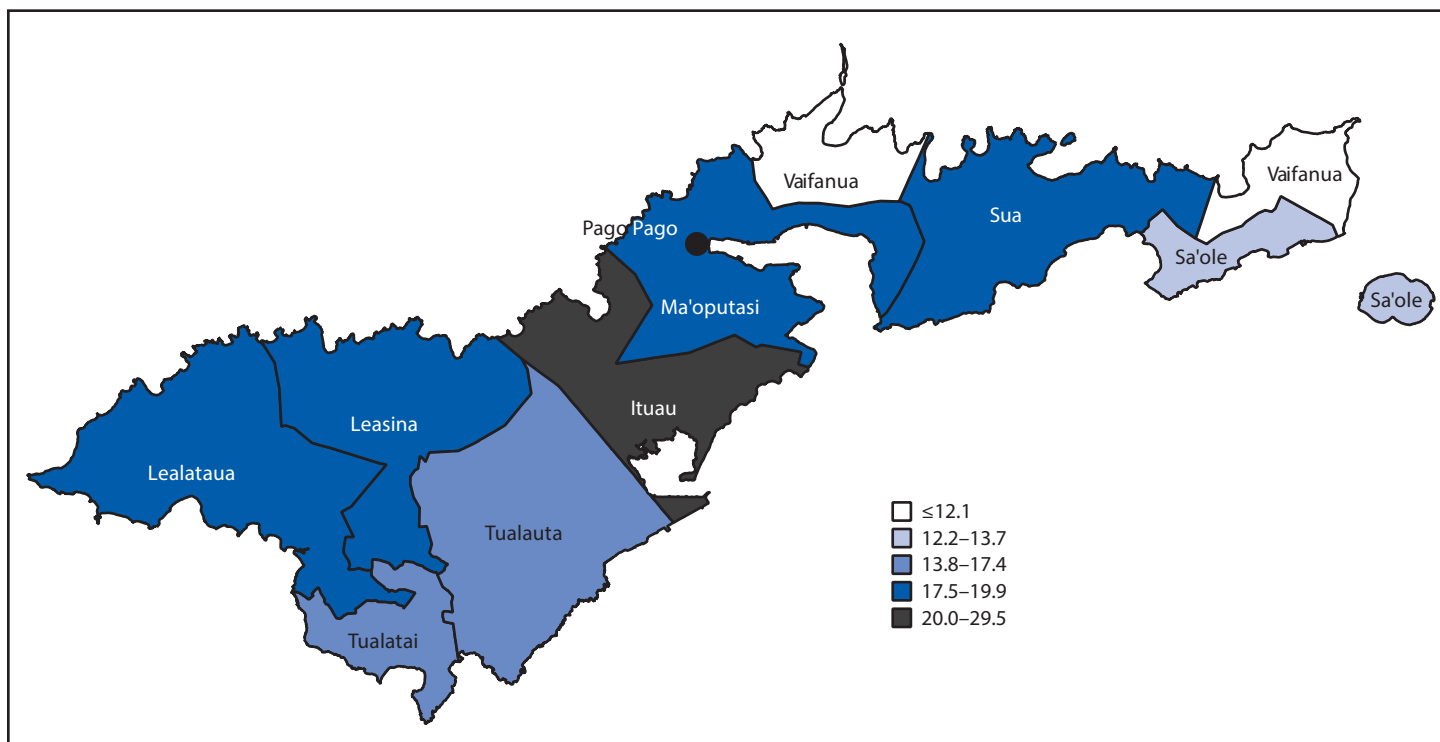 Vaifanua
Vaifanua
Sua
Pago Pago
Sa'ole
Ma'oputasi
Sa'ole
Ituau
Leasina
Lealataua
Tualauta
Tualatai
≤12.1
12.2–13.7
13.8–17.4
17.5–19.9
20.0–29.5